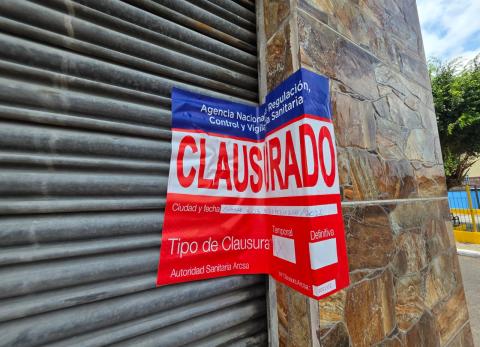 Agencia Nacional de Regulación,
Control y Vigilancia Sanitaria
CLAUSURADO
Ciudad y fecha
Temporal
Definitiva
Tipo de Clausura
Autoridad Sanitaria Arcsa